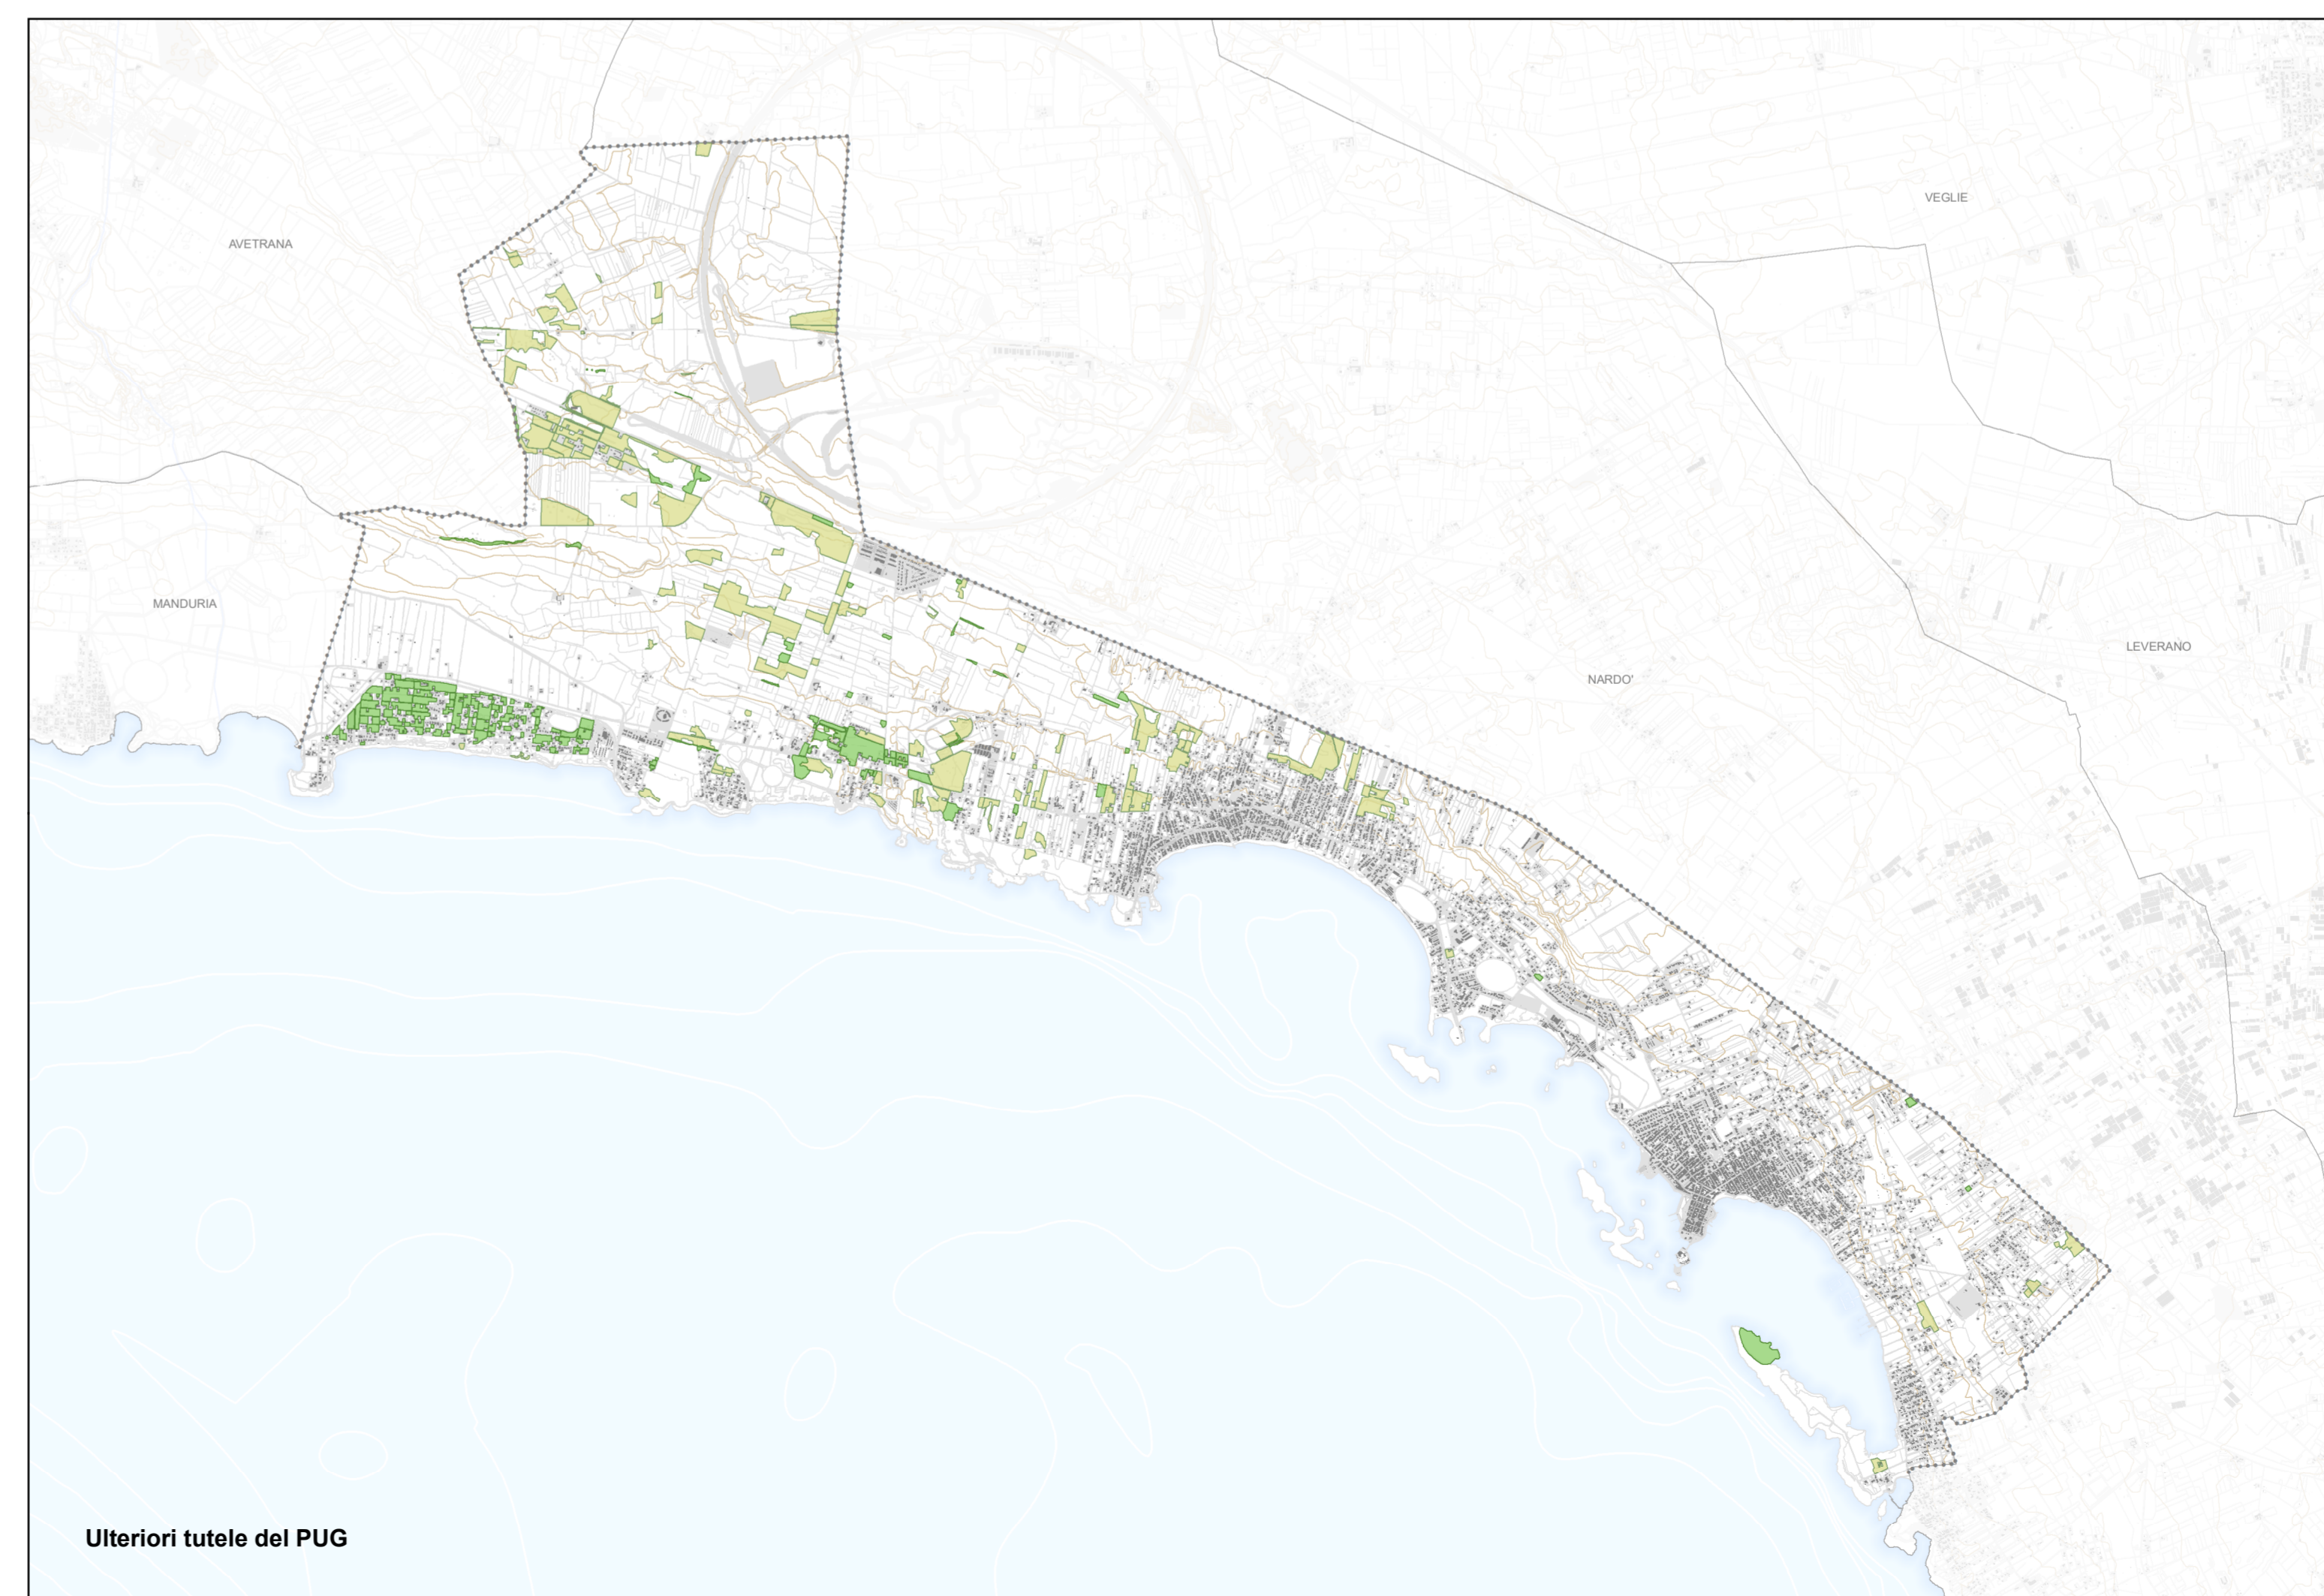 VEGLIE
AVETRANA
MANDURIA
LEVERANO
NARDO'
Ulteriori tutele del PUG